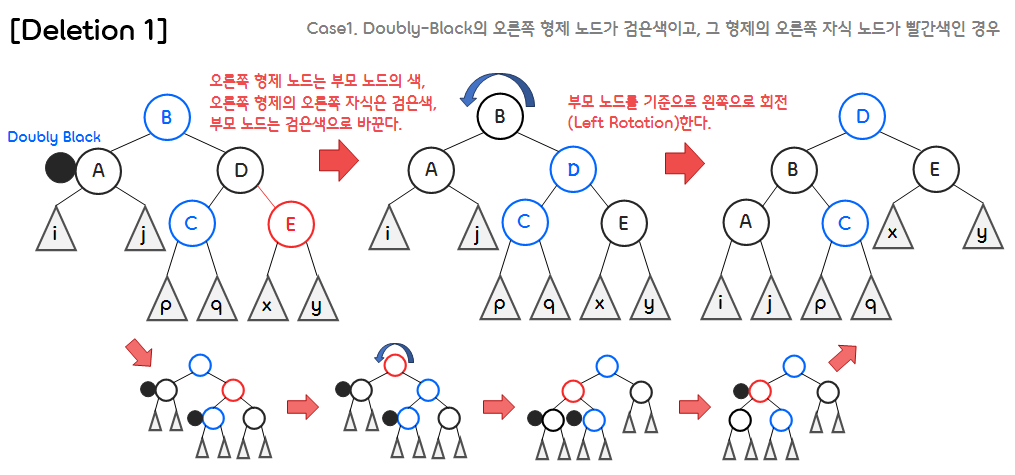 [Deletion 1]
Case1. Doubly-Black의 오른쪽 형제 노드가 검은색이고, 그 형제의 오른쪽 자식 노드가 빨간색인 경우
오른쪽 형제 노드는 부모 노드의 색,
오른쪽 형제의 오른쪽 자식은 검은색,
부모 노드는 검은색으로 바꾼다.
부모 노드를 기준으로 왼쪽으로 회전
(Left Rotation)한다.
Doubly Black
B
A
D
C
E
i
j
p
q
x
y
B
A
D
C
E
i
j
p
q
x
y
D
B
E
A
C
x
y
i
j
p
q